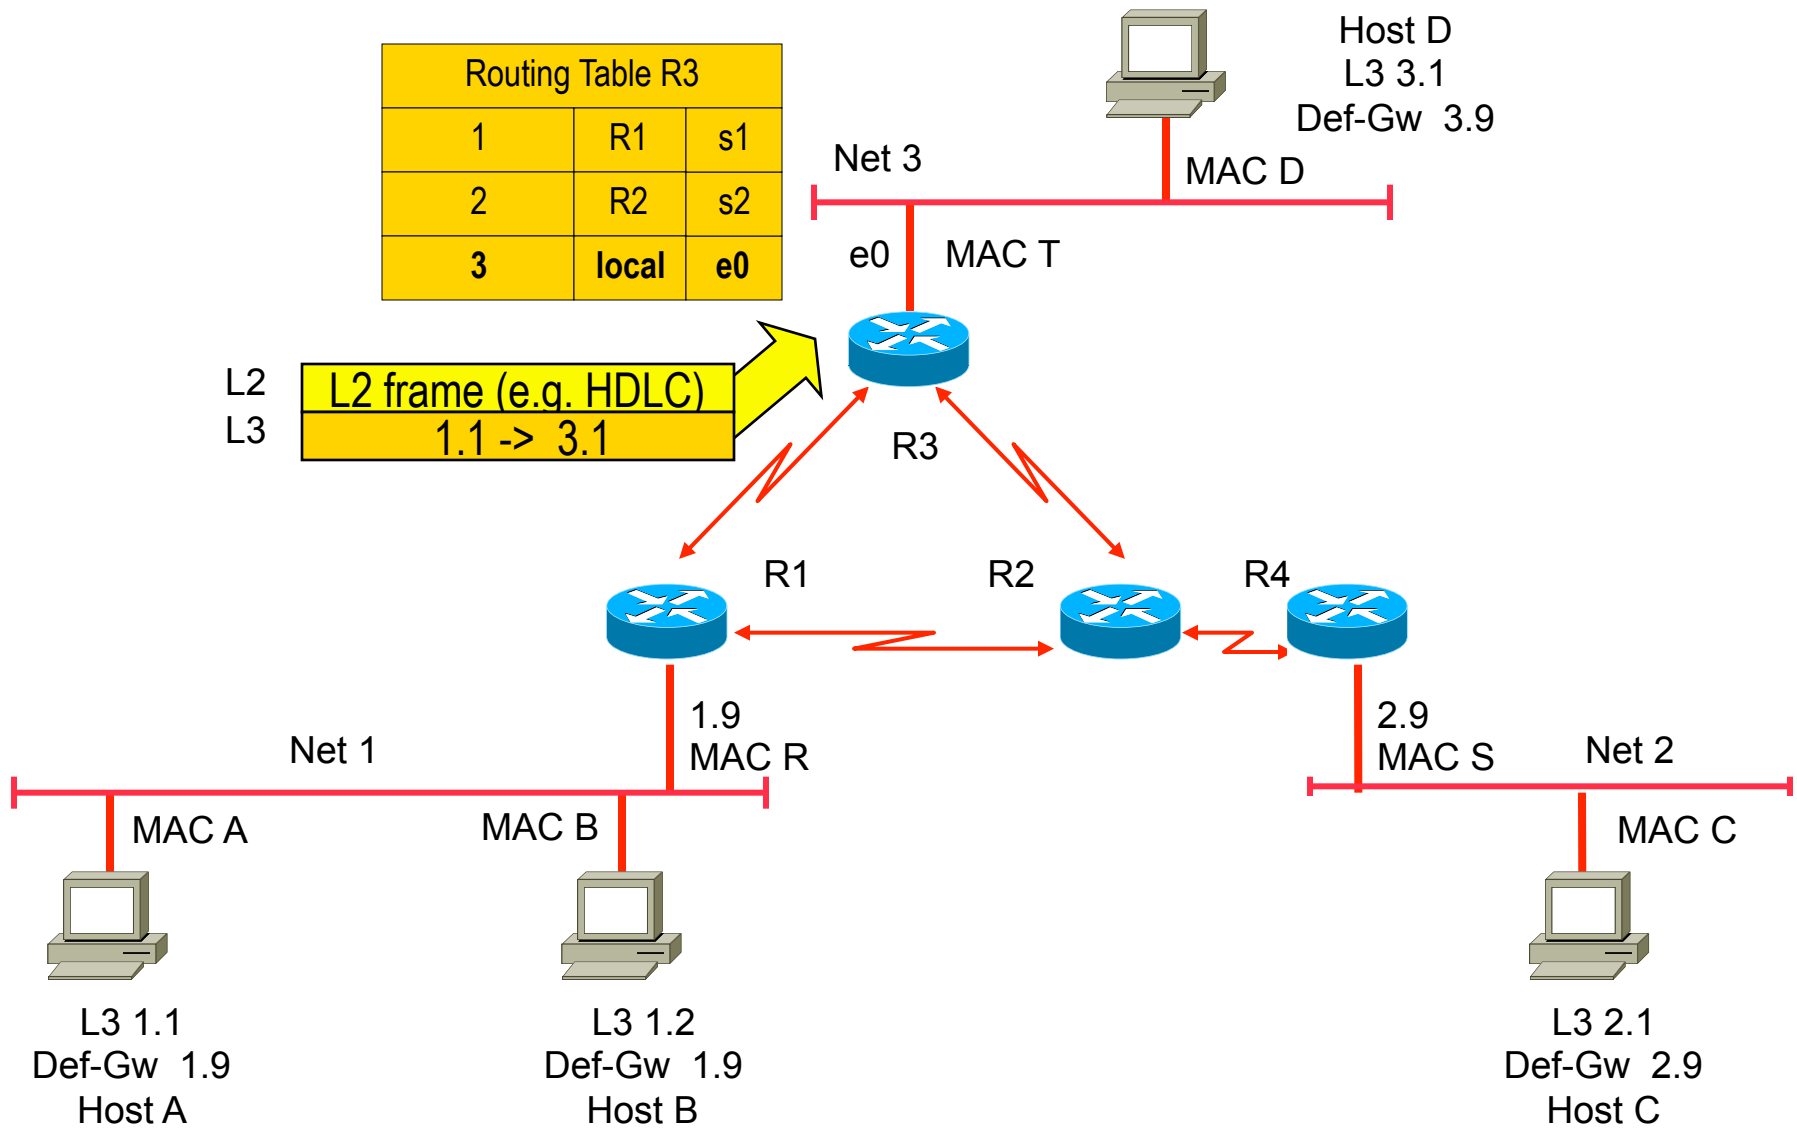 Routing Table R3
1 R1 s1
2 R2 s2
3 local e0
Host D
L3 3.1
Def-Gw 3.9
Net 3
MAC D
e0
MAC T
L2
L2 frame (e.g. HDLC)
L3
1.1 -> 3.1
R3
R1
R2
R4
1.9
MAC R
2.9
MAC S
Net 1
Net 2
MAC A
MAC B
MAC C
L3 1.1
Def-Gw 1.9
Host A
L3 1.2
Def-Gw 1.9
Host B
L3 2.1
Def-Gw 2.9
Host C